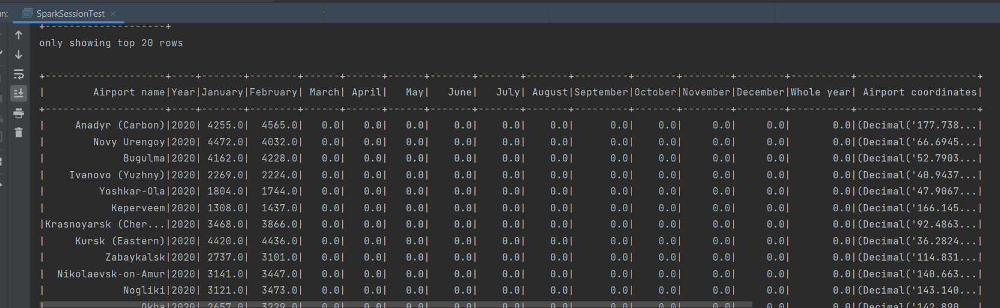 un: SparkSessionTest ×
+--------------------+
only showing top 20 rows
+--------------------+----+-------+--------+------+------+------+-------+-------+-------+---------+-------+--------+--------+----------+--------------------+
|        Airport name|Year|January|February| March| April|   May|   June|   July| August|September|October|November|December|Whole year| Airport coordinates|
+--------------------+----+-------+--------+------+------+------+-------+-------+-------+---------+-------+--------+--------+----------+--------------------+
|     Anadyr (Carbon)|2020| 4255.0|  4565.0|   0.0|   0.0|   0.0|    0.0|    0.0|    0.0|      0.0|    0.0|     0.0|     0.0|       0.0|(Decimal('177.738...|
|        Novy Urengoy|2020| 4472.0|  4032.0|   0.0|   0.0|   0.0|    0.0|    0.0|    0.0|      0.0|    0.0|     0.0|     0.0|       0.0|(Decimal('66.6945...|
|             Bugulma|2020| 4162.0|  4228.0|   0.0|   0.0|   0.0|    0.0|    0.0|    0.0|      0.0|    0.0|     0.0|     0.0|       0.0|(Decimal('52.7903...|
|    Ivanovo (Yuzhny)|2020| 2269.0|  2224.0|   0.0|   0.0|   0.0|    0.0|    0.0|    0.0|      0.0|    0.0|     0.0|     0.0|       0.0|(Decimal('40.9437...|
|         Yoshkar-Ola|2020| 1804.0|  1744.0|   0.0|   0.0|   0.0|    0.0|    0.0|    0.0|      0.0|    0.0|     0.0|     0.0|       0.0|(Decimal('47.9067...|
|           Keperveem|2020| 1308.0|  1437.0|   0.0|   0.0|   0.0|    0.0|    0.0|    0.0|      0.0|    0.0|     0.0|     0.0|       0.0|(Decimal('166.145...|
|Krasnoyarsk (Cher...|2020| 3468.0|  3866.0|   0.0|   0.0|   0.0|    0.0|    0.0|    0.0|      0.0|    0.0|     0.0|     0.0|       0.0|(Decimal('92.4863...|
|     Kursk (Eastern)|2020| 4420.0|  4436.0|   0.0|   0.0|   0.0|    0.0|    0.0|    0.0|      0.0|    0.0|     0.0|     0.0|       0.0|(Decimal('36.2824...|
|          Zabaykalsk|2020| 2737.0|  3101.0|   0.0|   0.0|   0.0|    0.0|    0.0|    0.0|      0.0|    0.0|     0.0|     0.0|       0.0|(Decimal('114.831...|
|  Nikolaevsk-on-Amur|2020| 3141.0|  3447.0|   0.0|   0.0|   0.0|    0.0|    0.0|    0.0|      0.0|    0.0|     0.0|     0.0|       0.0|(Decimal('140.663...|
|             Nogliki|2020| 3121.0|  3473.0|   0.0|   0.0|   0.0|    0.0|    0.0|    0.0|      0.0|    0.0|     0.0|     0.0|       0.0|(Decimal('143.140...|
|                Okha|2020| 2657.0|  3229.0|   0.0|   0.0|   0.0|    0.0|    0.0|    0.0|      0.0|    0.0|     0.0|     0.0|       0.0|(Decimal('142.890...|